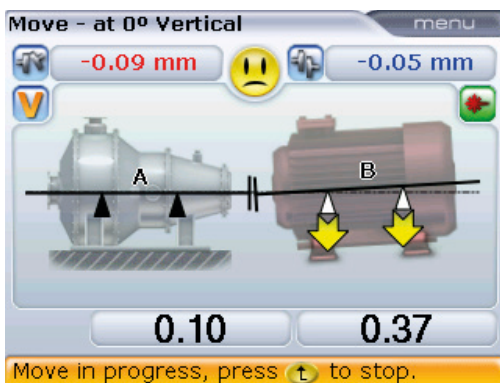 Move - at 0º Vertical
menu
-0.09 mm
-0.05 mm
V
A
B
0.10
0.37
Move in progress, press to stop.